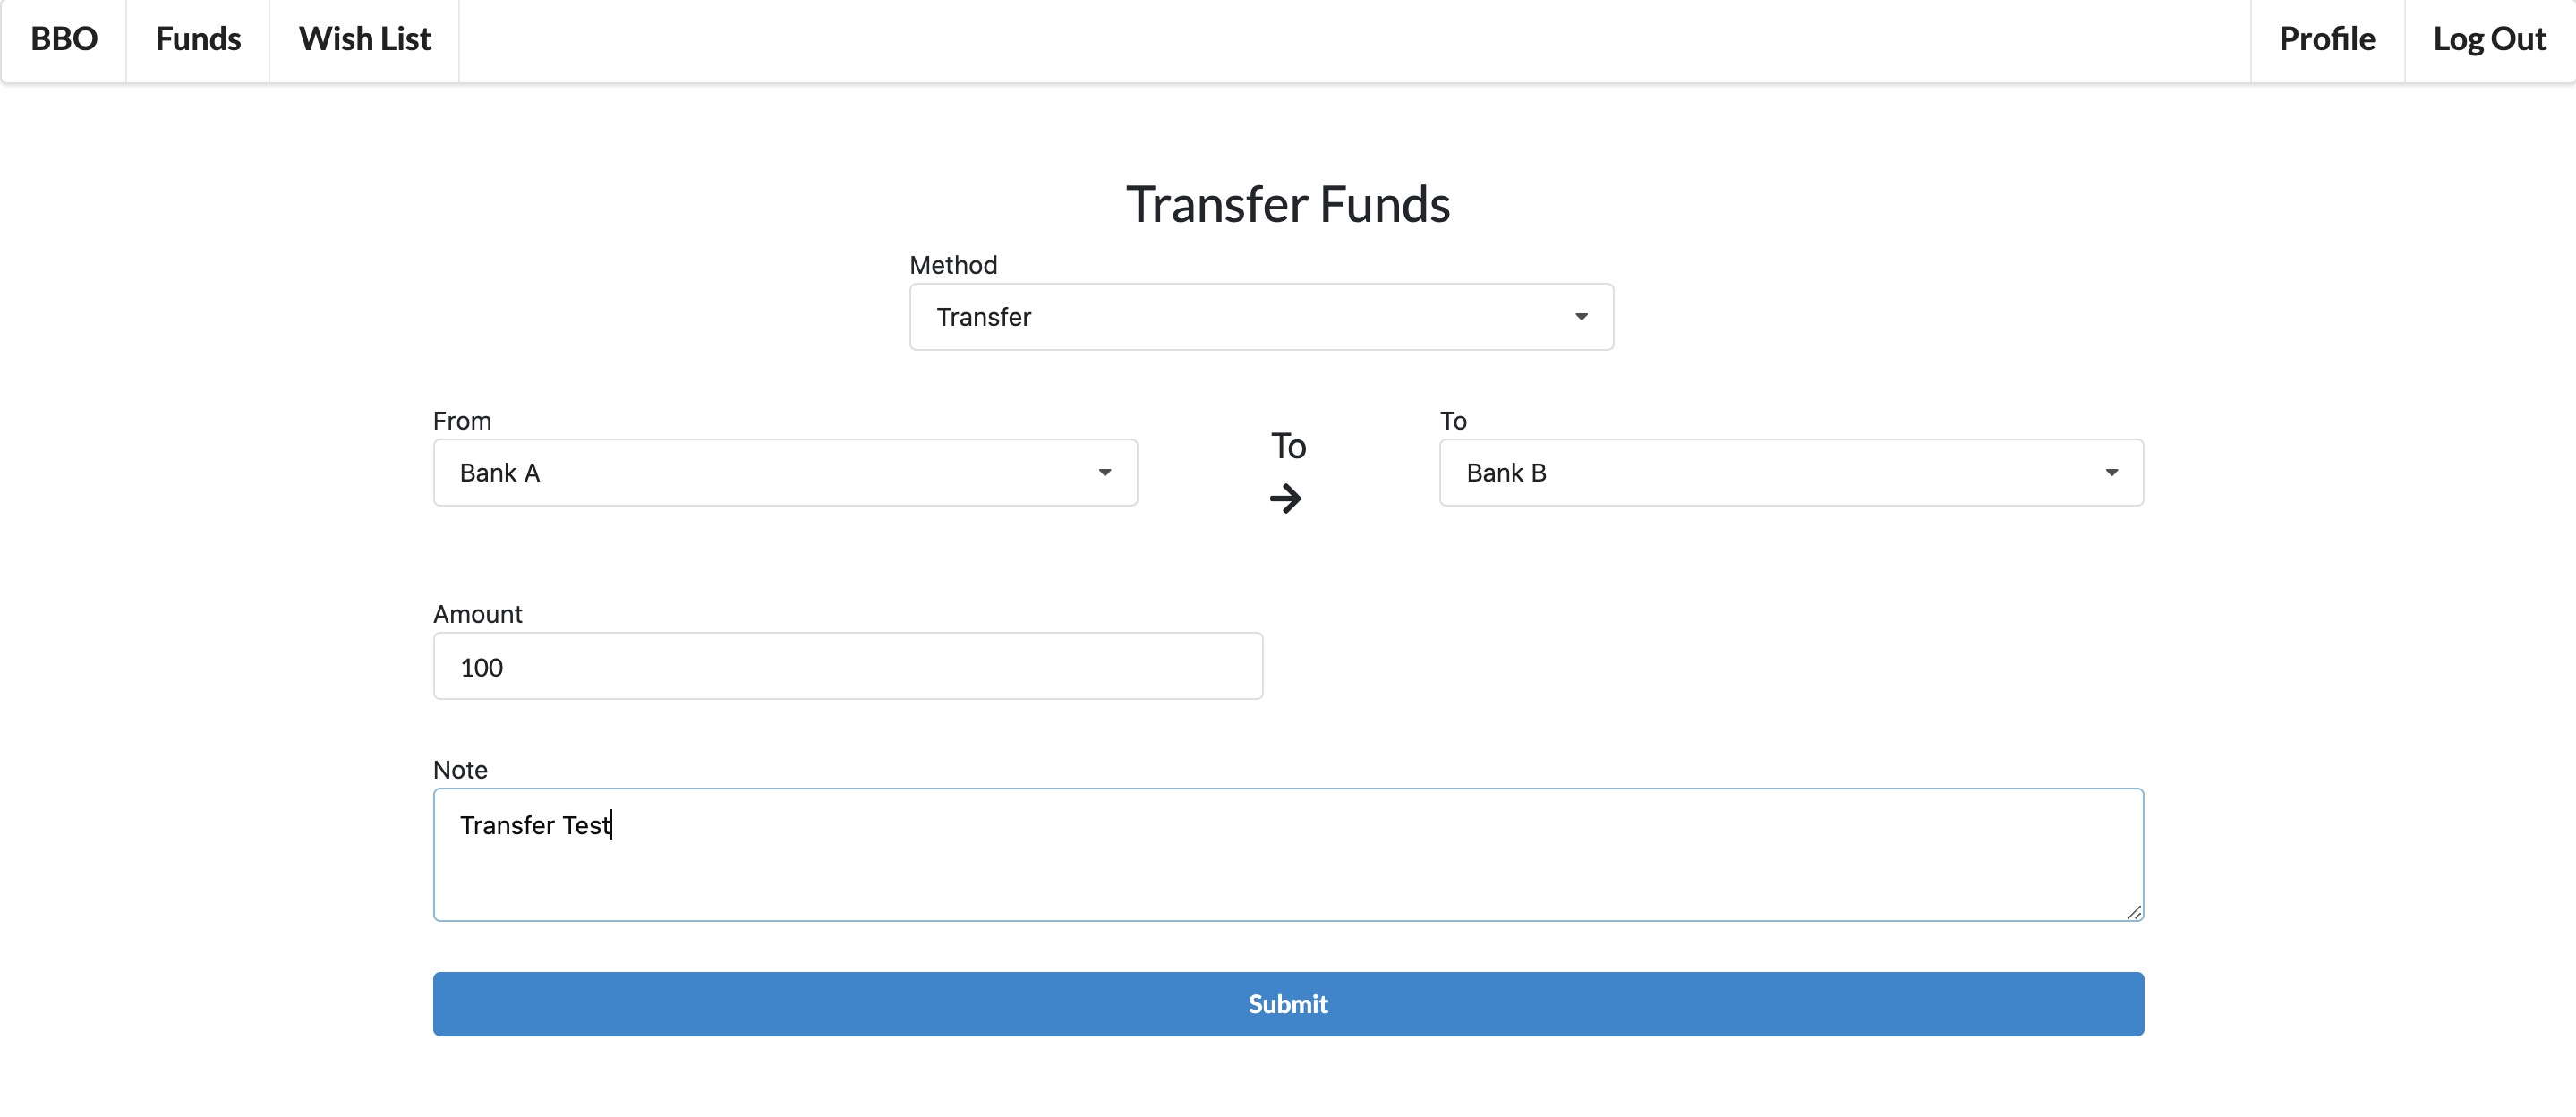 BBO Funds Wish List Profile Log Out
Transfer Funds
Method
Transfer
From To To
Bank A Bank B
Amount
100
Note
Transfer Test
Submit